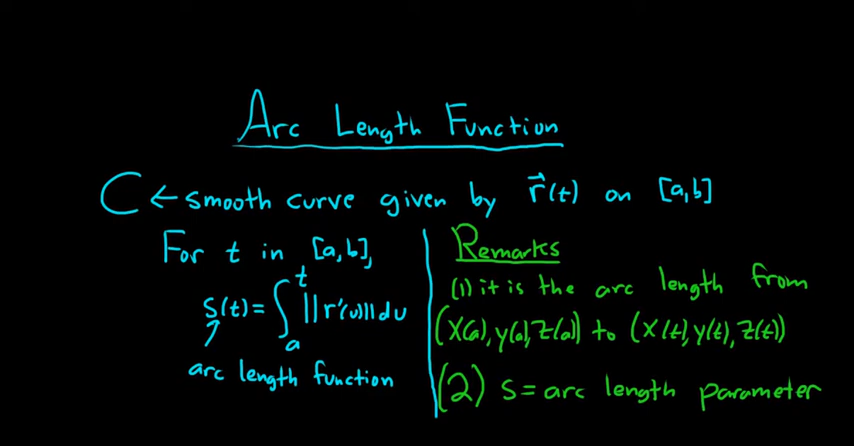 Arc Length Function
C ← smooth curve given by r⃗(t) on [a,b]
For t in [a,b],
s(t) = ∫ₐᵗ ||r'(u)|| du
arc length function
Remarks
(1) it is the arc length from
(x(a), y(a), z(a)) to (x(t), y(t), z(t))
(2) s = arc length parameter